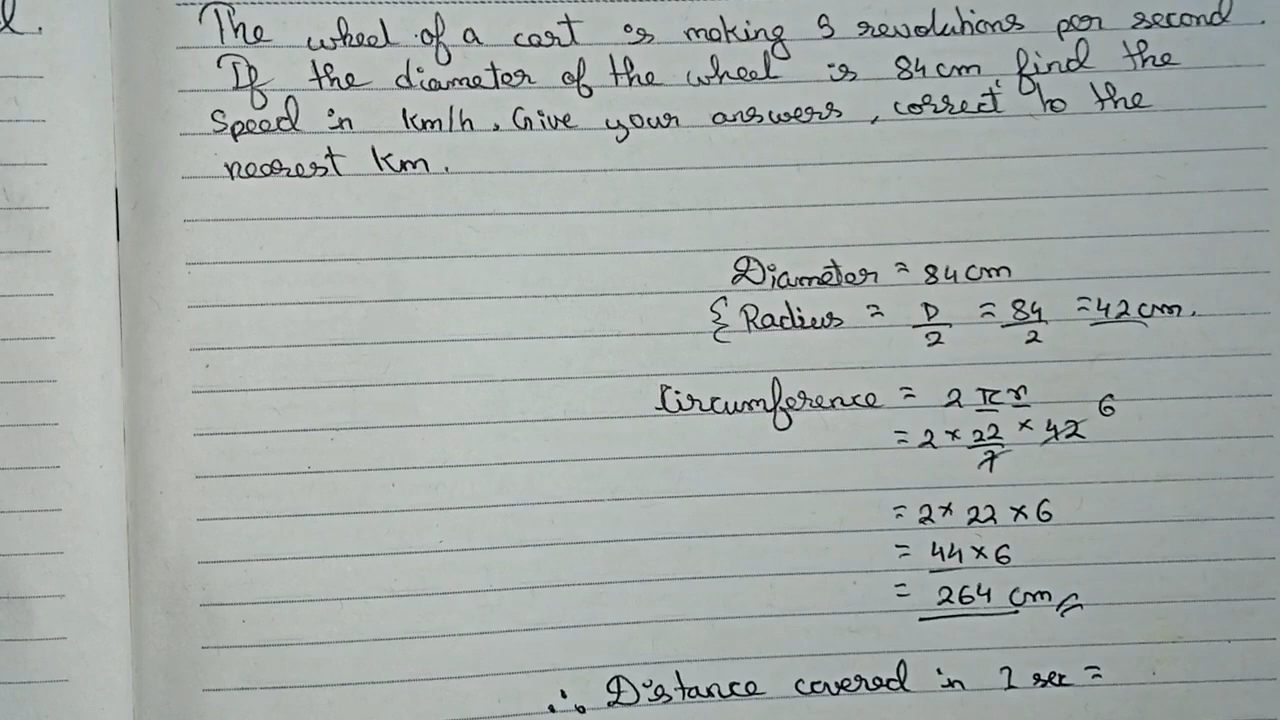 l.
The wheel of a cart is making 5 revolutions per second.
If the diameter of the wheel is 84 cm, find the
Speed in km/h. Give your answers, correct to the
nearest km.
Diameter = 84 cm
{ Radius = D/2 = 84/2 = 42 cm.
Circumference = 2 π r
= 2 × 22/7 × 42 6
= 2 × 22 × 6
= 44 × 6
= 264 cm
∴ Distance covered in 1 sec =